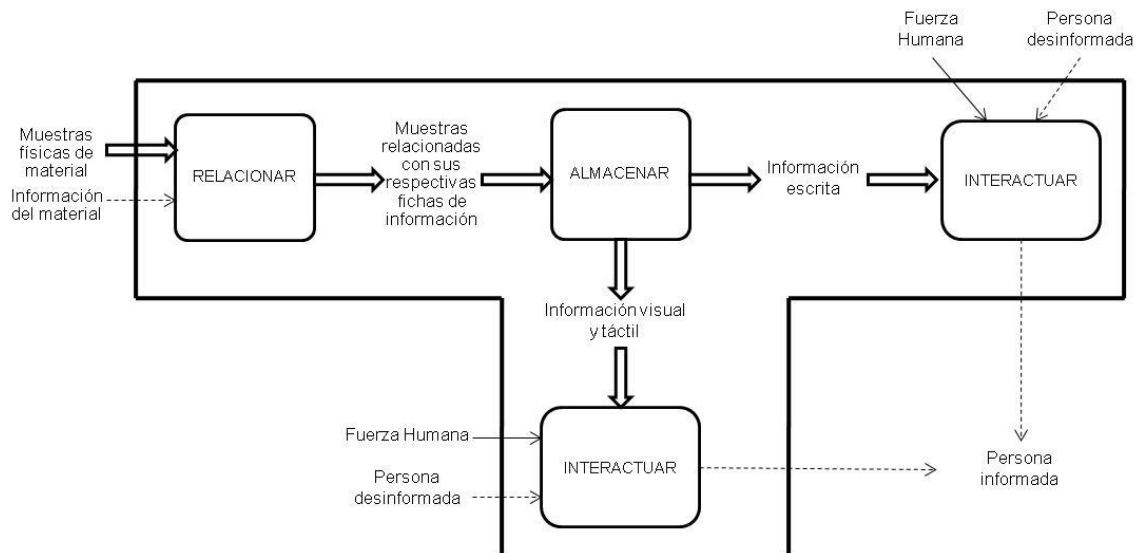 Fuerza
Humana
Persona
desinformada
Muestras
físicas de
material
Información
del material
RELACIONAR
Muestras
relacionadas
con sus
respectivas
fichas de
información
ALMACENAR
Información
escrita
INTERACTUAR
Información visual
y táctil
Fuerza Humana
Persona
desinformada
INTERACTUAR
Persona
informada